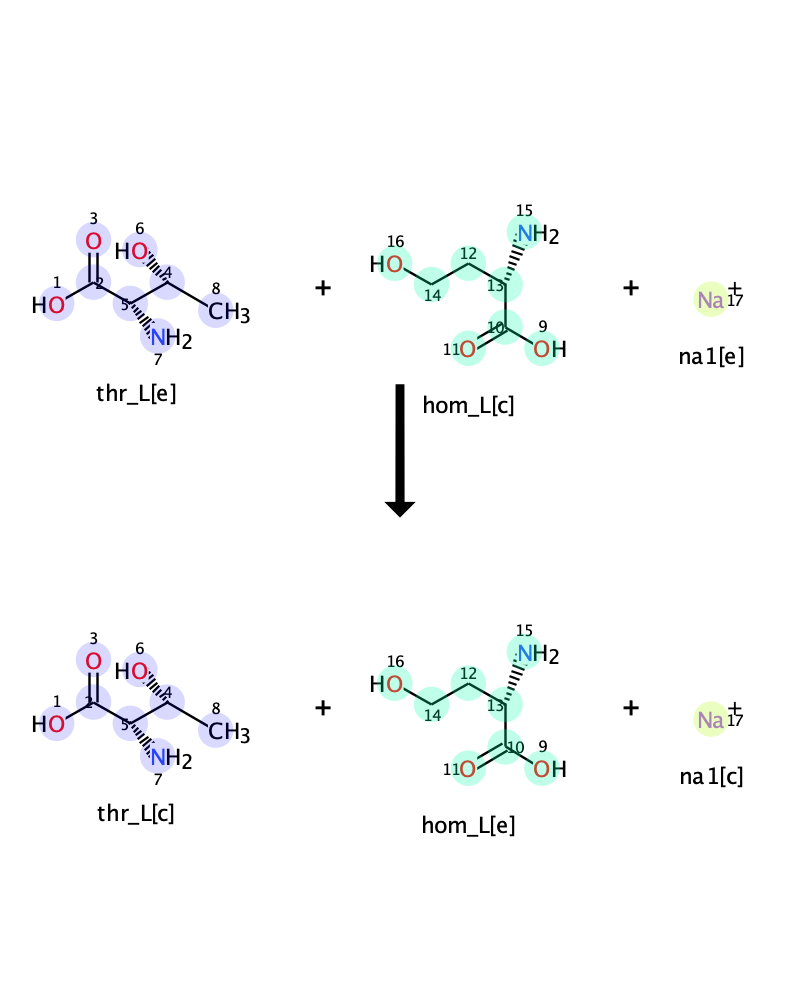 3 6 15
HO 16 12 NH2
O HO
1 2 4 8 13 +
HO 5 + 14 + Na 17
CH3 10 9
NH2 11 O OH
7
na1[e]
thr_L[e]
hom_L[c]
3 6 15
O HO 16 12 NH2
HO
1 2 4 8 13 +
HO 5 + 14 + Na 17
CH3 10 9
NH2 11 O OH
7
na1[c]
thr_L[c]
hom_L[e]